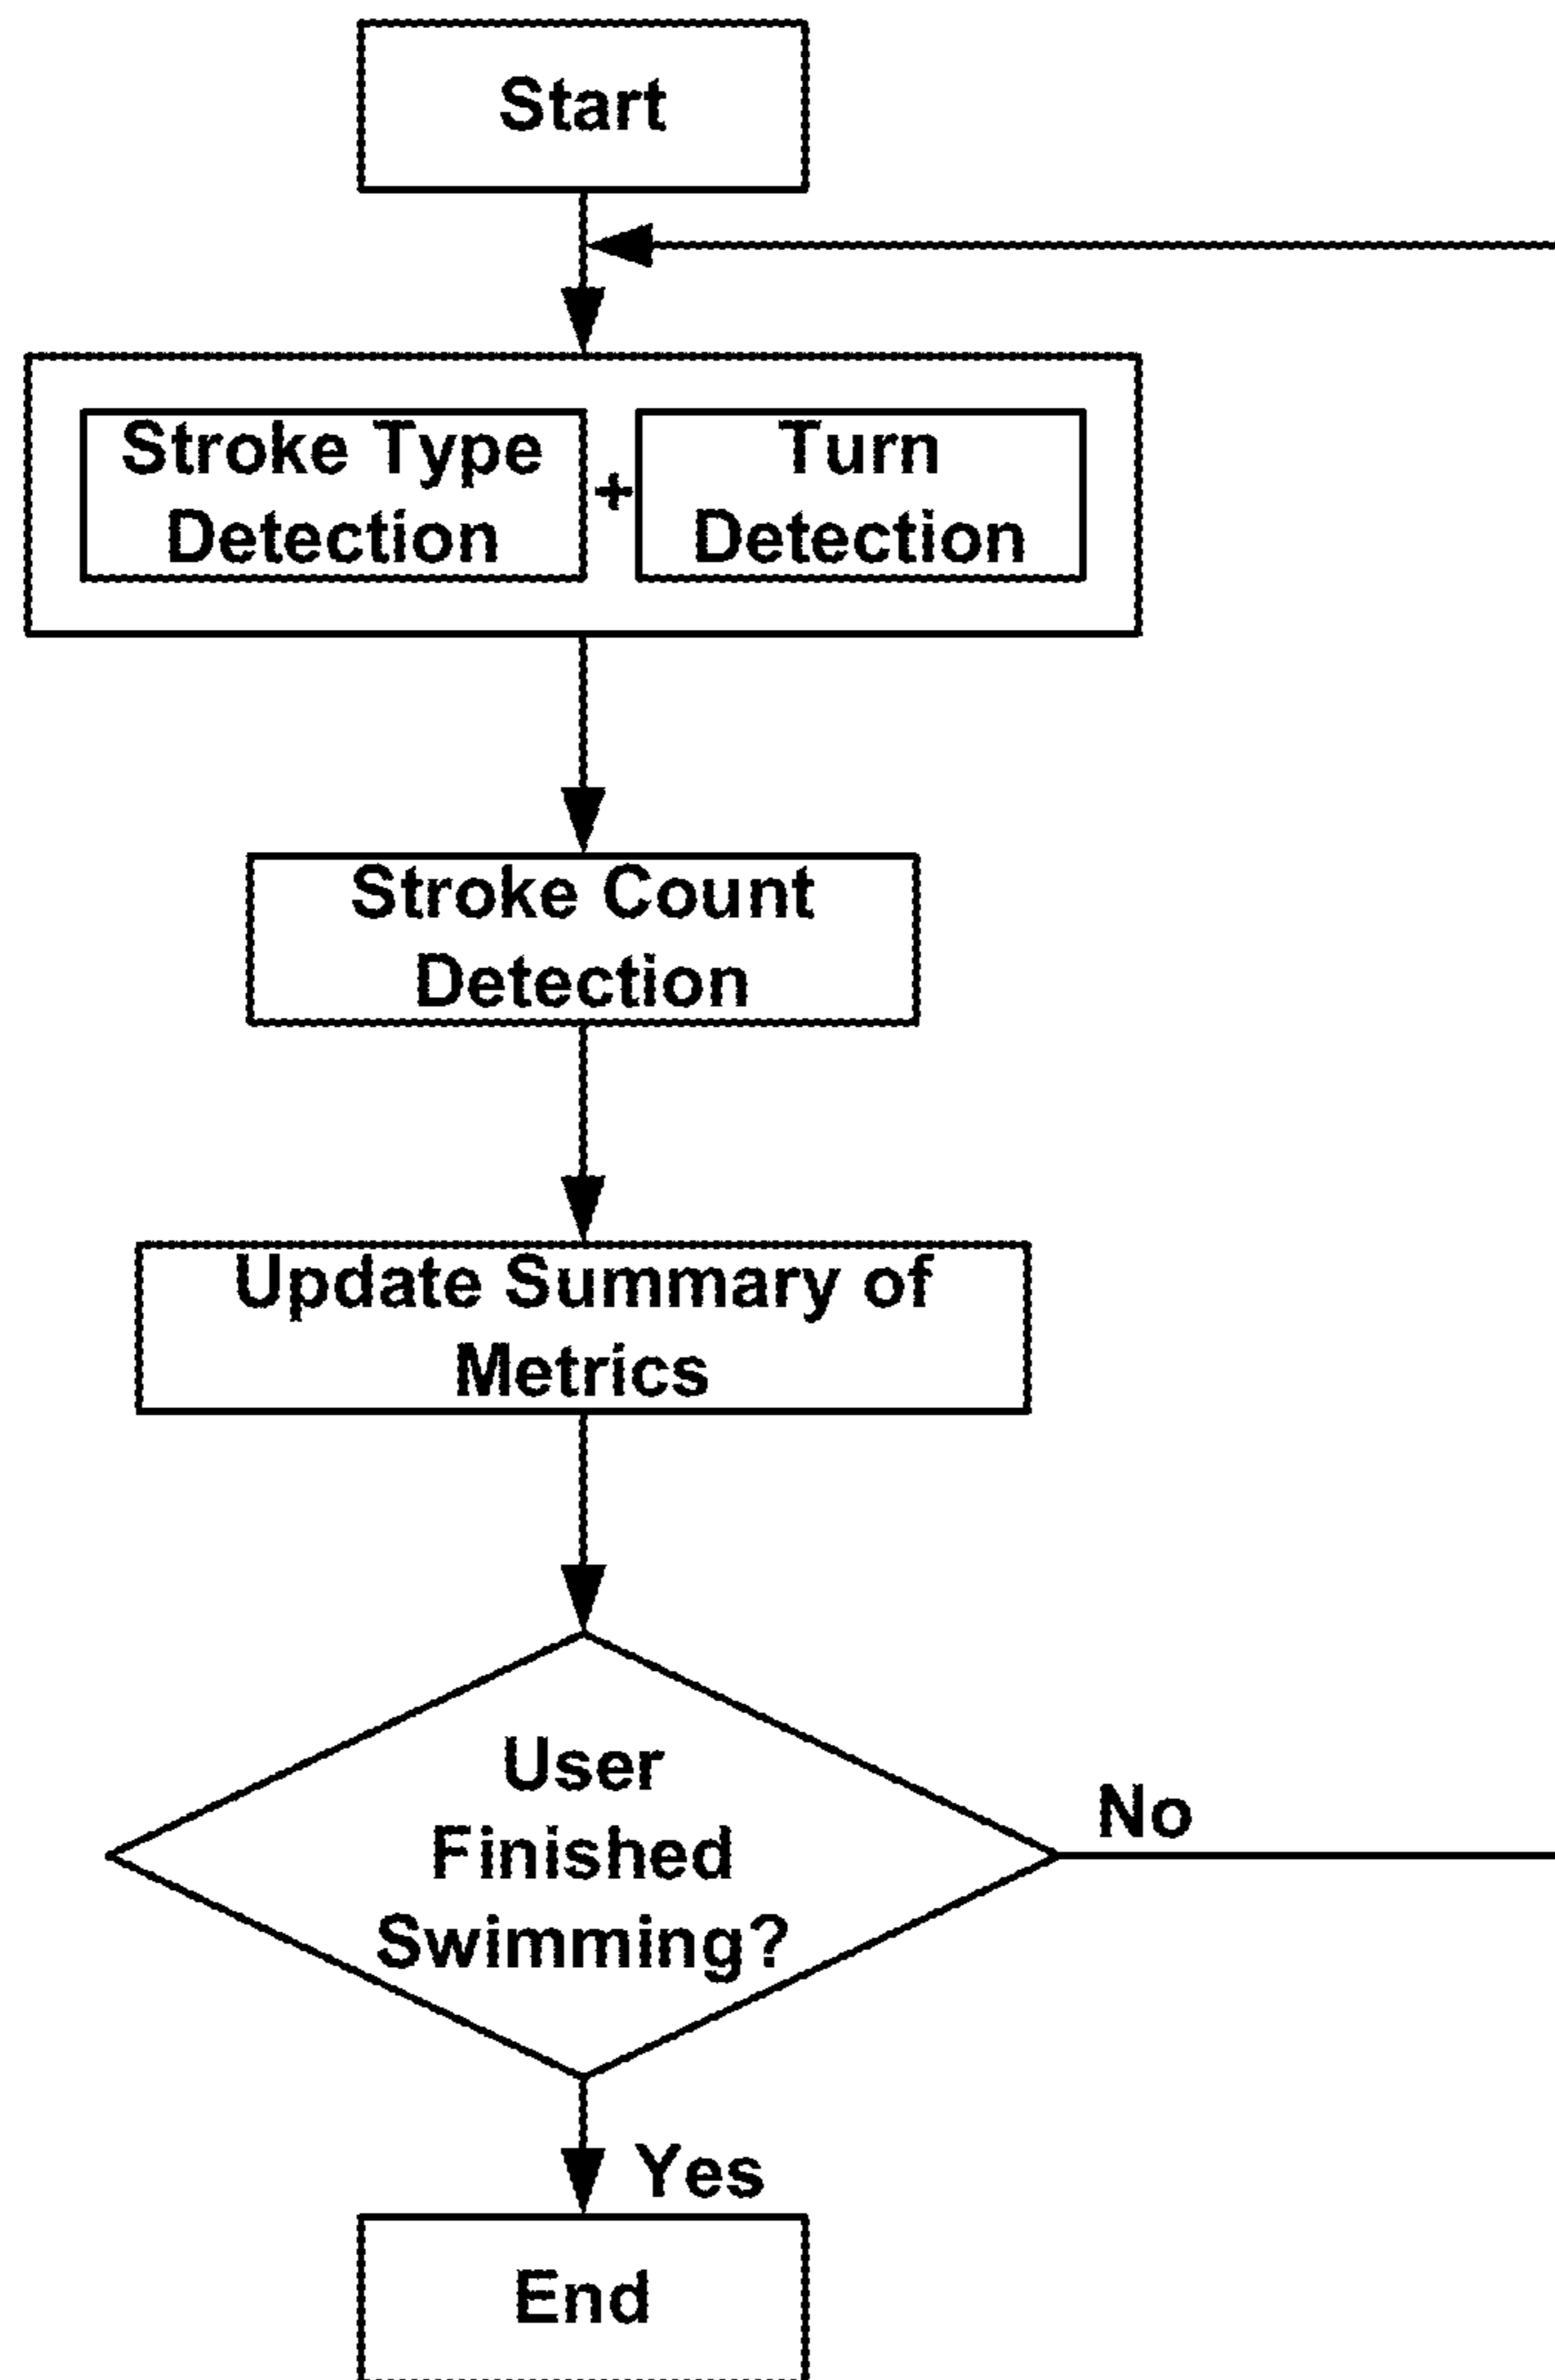 Start
Stroke Type
Detection
+
Turn
Detection
Stroke Count
Detection
Update Summary of
Metrics
User
Finished
Swimming?
No
Yes
End